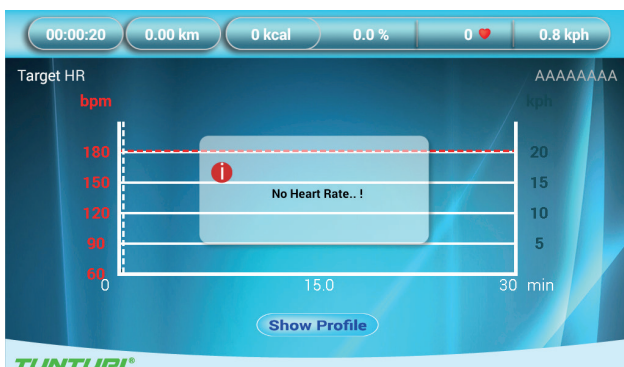 00:00:20 0.00 km 0 kcal 0.0 % 0 0.8 kph
Target HR AAAAAAAA
bpm kph
180 20
150 15
No Heart Rate.. !
120 10
90 5
60
0 15.0 30 min
Show Profile
TUNTURI®